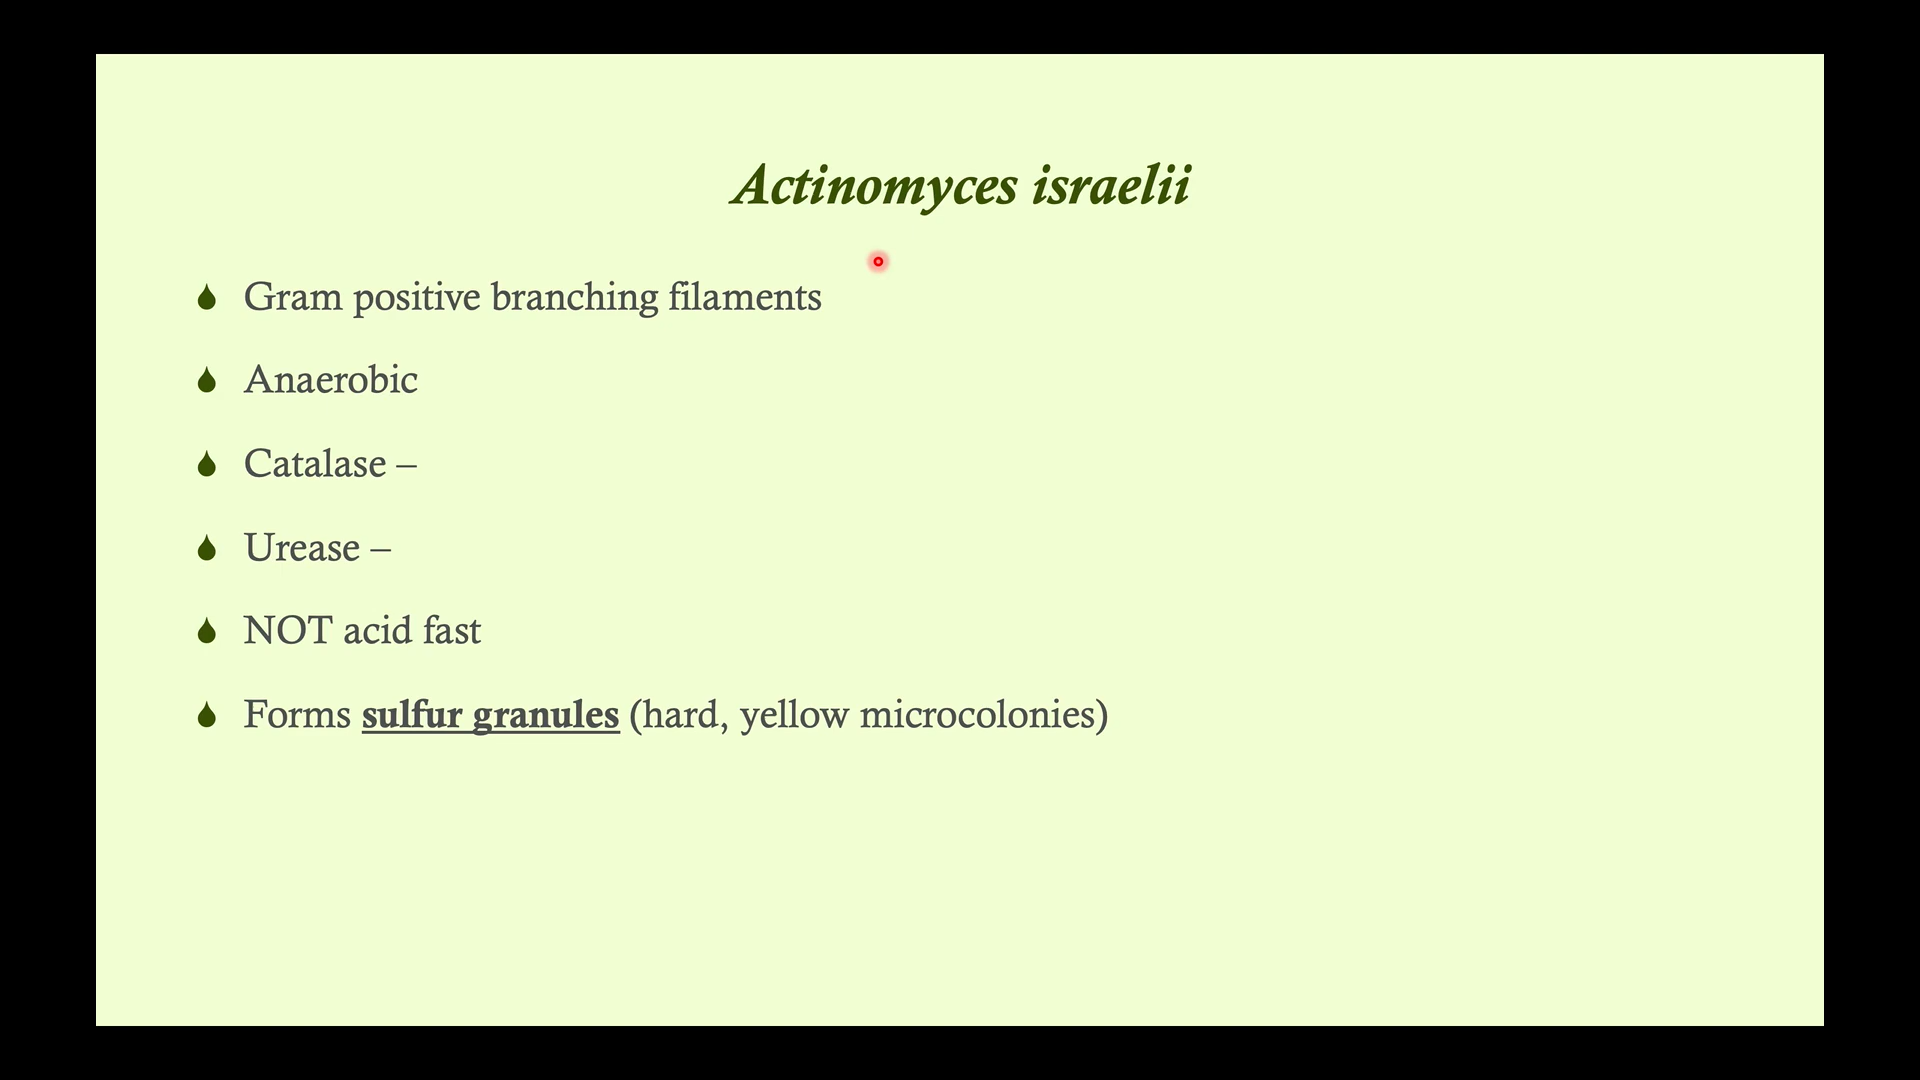 Actinomyces israelii
Gram positive branching filaments
Anaerobic
Catalase –
Urease –
NOT acid fast
Forms sulfur granules (hard, yellow microcolonies)